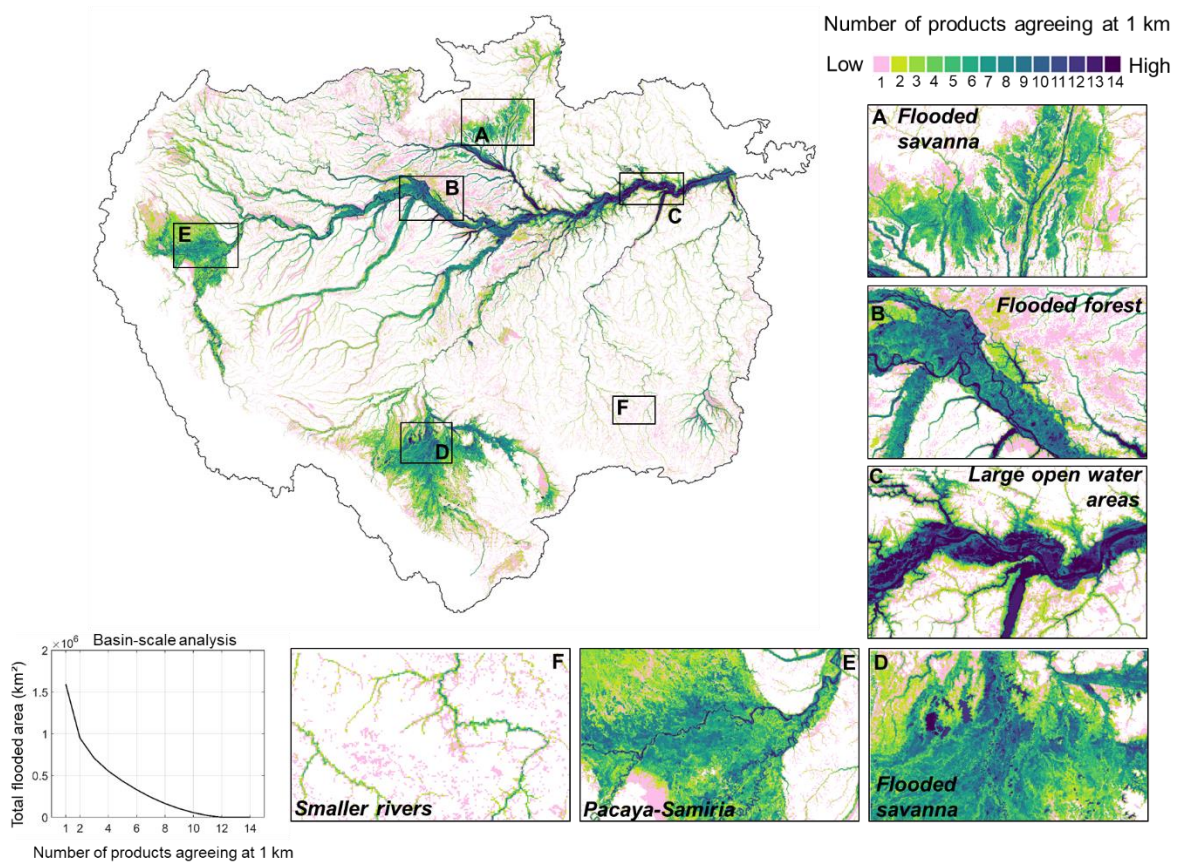 Number of products agreeing at 1 km
Low 1 2 3 4 5 6 7 8 9 10 11 12 13 14 High
A
B
C
D
E
F
A Flooded
savanna
B Flooded forest
C Large open water
areas
D
Flooded
savanna
E
Pacaya-Samiria
F
Smaller rivers
Basin-scale analysis
×10⁶
2
1.5
1
0.5
0
Total flooded area (km²)
1 2 4 6 8 10 12 14
Number of products agreeing at 1 km